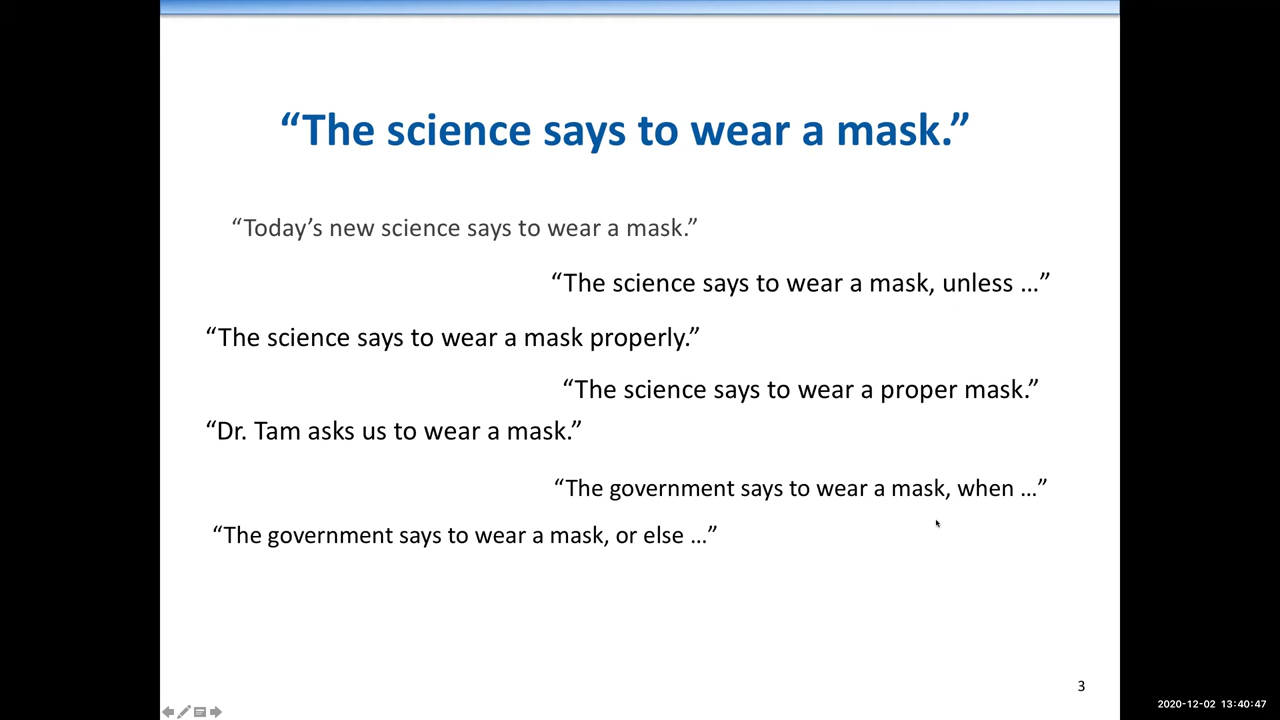 “The science says to wear a mask.”
“Today’s new science says to wear a mask.”
“The science says to wear a mask, unless …”
“The science says to wear a mask properly.”
“The science says to wear a proper mask.”
“Dr. Tam asks us to wear a mask.”
“The government says to wear a mask, when …”
“The government says to wear a mask, or else …”
3
2020-12-02 13:40:47